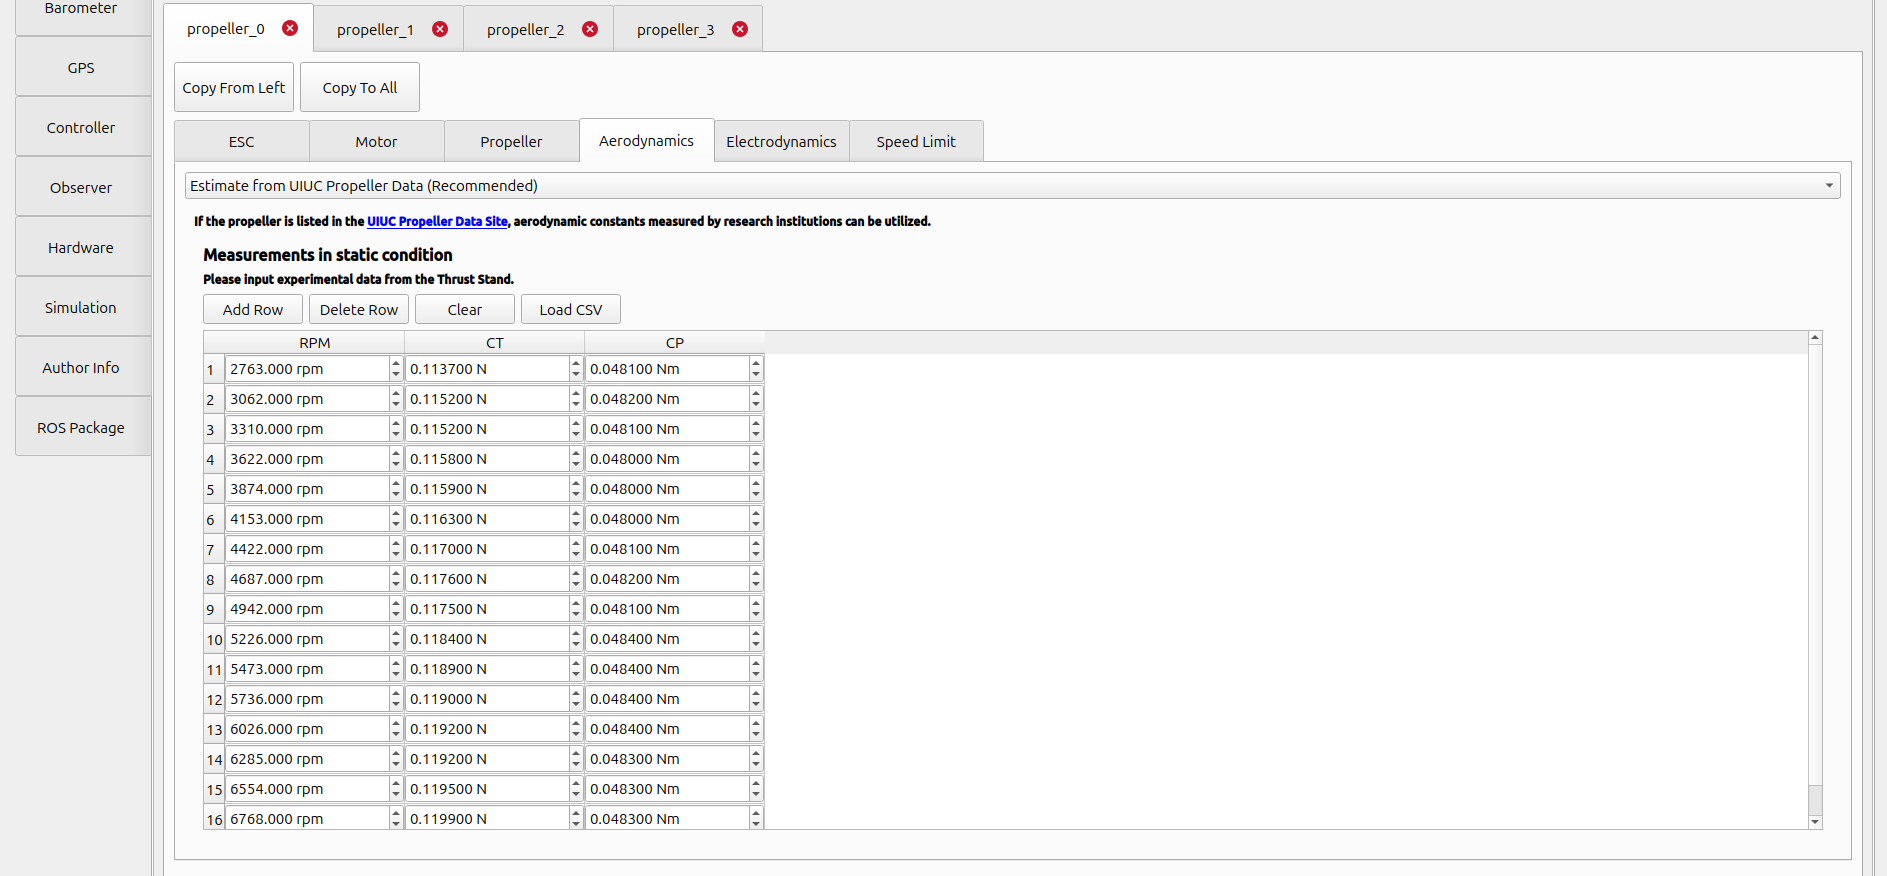 Barometer
GPS
Controller
Observer
Hardware
Simulation
Author Info
ROS Package
propeller_0 propeller_1 propeller_2 propeller_3
Copy From Left Copy To All
ESC Motor Propeller Aerodynamics Electrodynamics Speed Limit
Estimate from UIUC Propeller Data (Recommended)
If the propeller is listed in the UIUC Propeller Data Site, aerodynamic constants measured by research institutions can be utilized.
Measurements in static condition
Please input experimental data from the Thrust Stand.
Add Row Delete Row Clear Load CSV
RPM CT CP
1 2763.000 rpm 0.113700 N 0.048100 Nm
2 3062.000 rpm 0.115200 N 0.048200 Nm
3 3310.000 rpm 0.115200 N 0.048100 Nm
4 3622.000 rpm 0.115800 N 0.048000 Nm
5 3874.000 rpm 0.115900 N 0.048000 Nm
6 4153.000 rpm 0.116300 N 0.048000 Nm
7 4422.000 rpm 0.117000 N 0.048100 Nm
8 4687.000 rpm 0.117600 N 0.048200 Nm
9 4942.000 rpm 0.117500 N 0.048100 Nm
10 5226.000 rpm 0.118400 N 0.048400 Nm
11 5473.000 rpm 0.118900 N 0.048400 Nm
12 5736.000 rpm 0.119000 N 0.048400 Nm
13 6026.000 rpm 0.119200 N 0.048400 Nm
14 6285.000 rpm 0.119200 N 0.048300 Nm
15 6554.000 rpm 0.119500 N 0.048300 Nm
16 6768.000 rpm 0.119900 N 0.048300 Nm